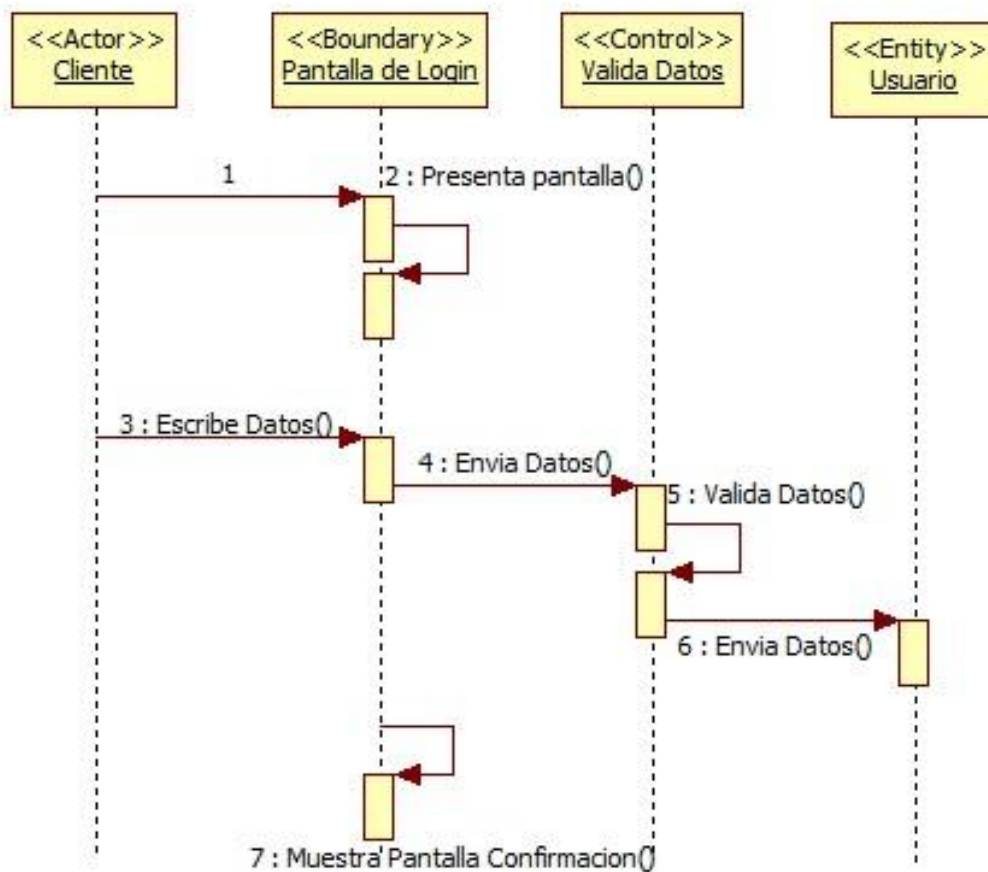 <<Actor>>
Cliente
<<Boundary>>
Pantalla de Login
<<Control>>
Valida Datos
<<Entity>>
Usuario
1
2 : Presenta pantalla()
3 : Escribe Datos()
4 : Envia Datos()
5 : Valida Datos()
6 : Envia Datos()
7 : Muestra Pantalla Confirmacion()